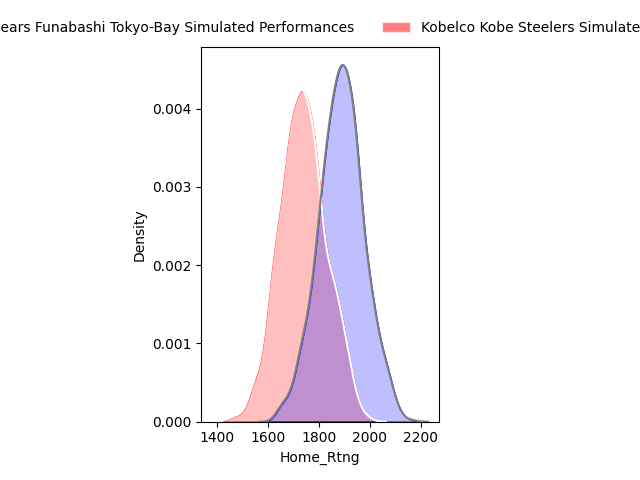 ears Funabashi Tokyo-Bay Simulated Performances Kobelco Kobe Steelers Simulate
0.004
0.003
0.002
0.001
0.000
Density
1400 1600 1800 2000 2200
Home_Rtng